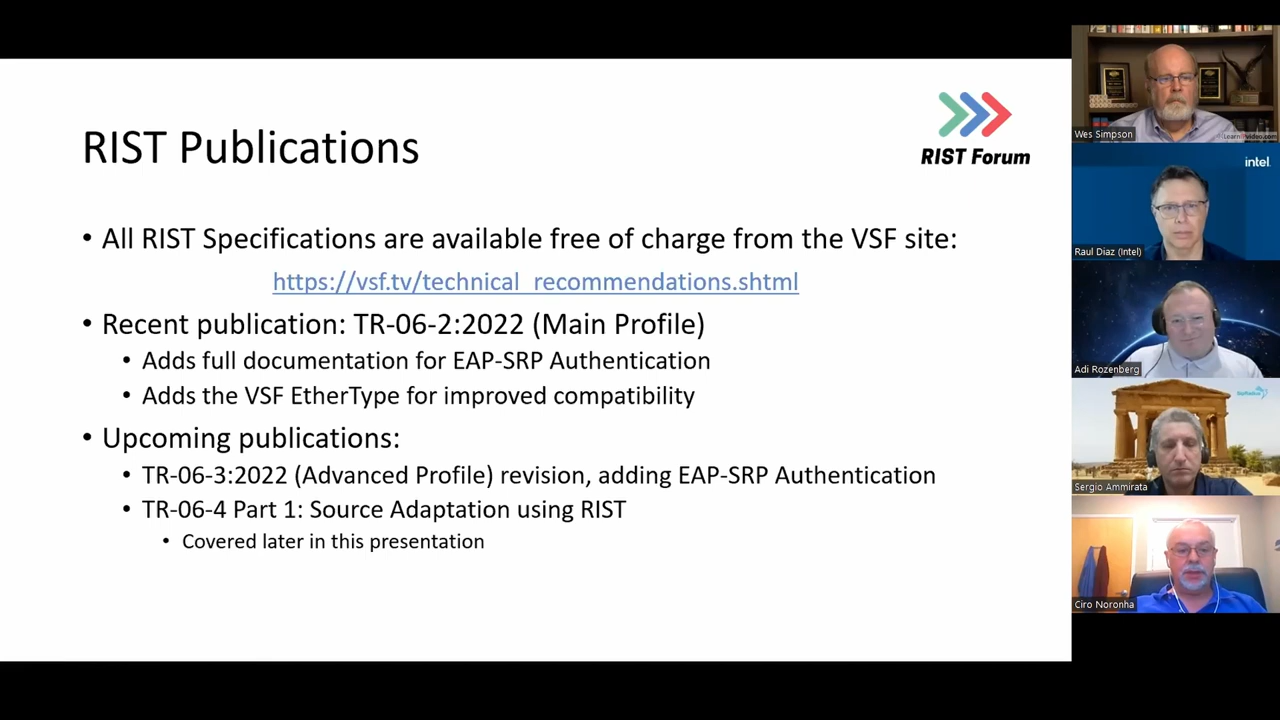 RIST Publications
RIST Forum
• All RIST Specifications are available free of charge from the VSF site:
https://vsf.tv/technical_recommendations.shtml
• Recent publication: TR-06-2:2022 (Main Profile)
• Adds full documentation for EAP-SRP Authentication
• Adds the VSF EtherType for improved compatibility
• Upcoming publications:
• TR-06-3:2022 (Advanced Profile) revision, adding EAP-SRP Authentication
• TR-06-4 Part 1: Source Adaptation using RIST
• Covered later in this presentation
Wes Simpson
intel.
Raul Diaz (Intel)
Adi Rozenberg
Sergio Ammirata
Ciro Noronha